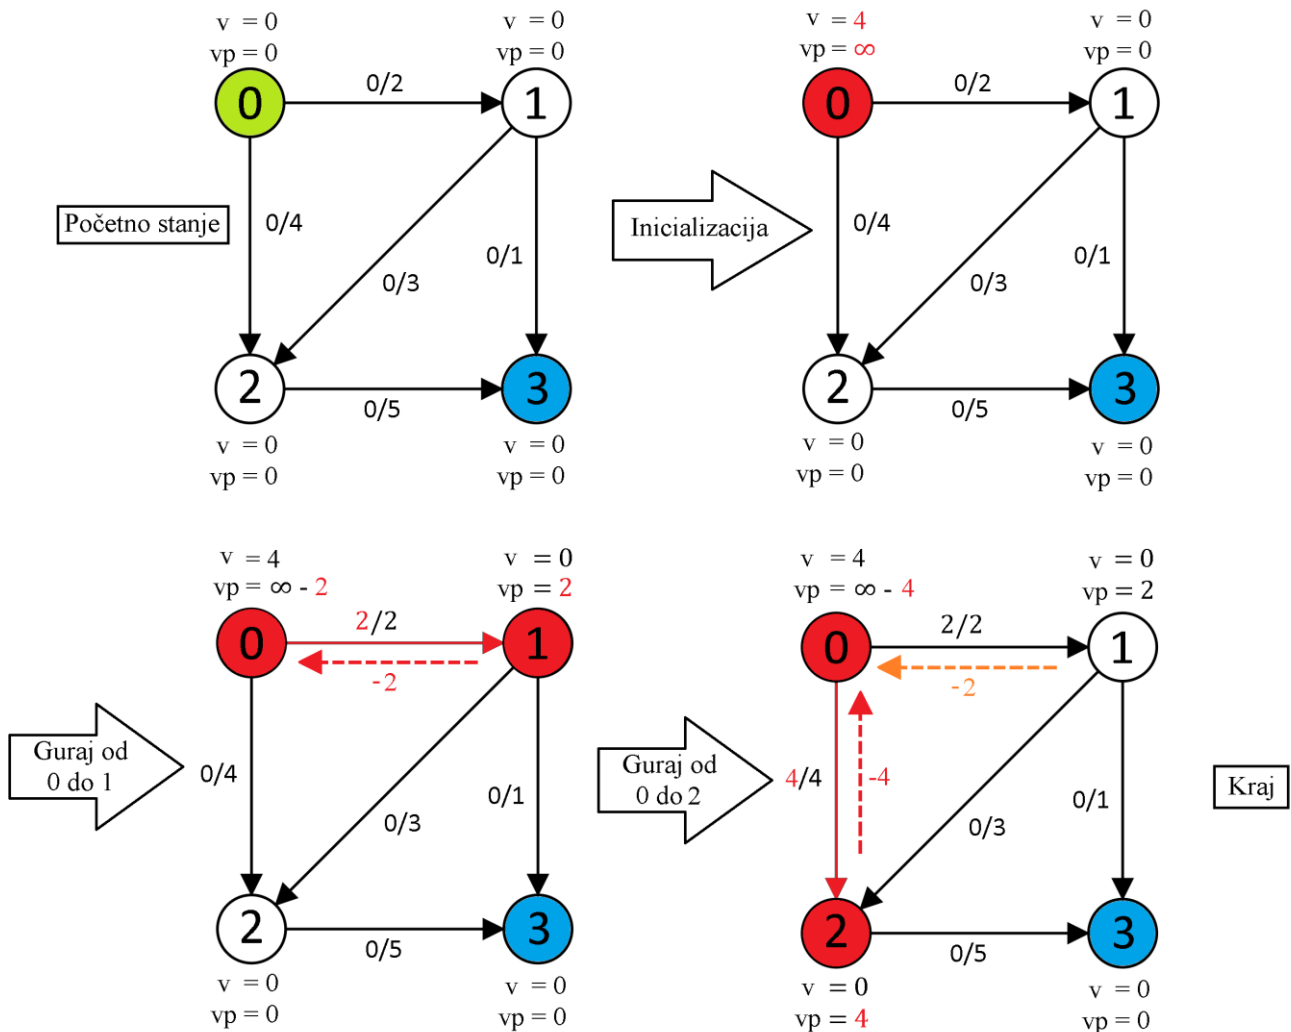 v = 0
vp = 0
v = 0
vp = 0
0
0/2
1
Početno stanje
0/4
0/3
0/1
2
0/5
3
v = 0
vp = 0
v = 0
vp = 0
v = 4
vp = ∞
v = 0
vp = 0
0
0/2
1
Inicializacija
0/4
0/3
0/1
2
0/5
3
v = 0
vp = 0
v = 0
vp = 0
v = 4
vp = ∞ - 2
v = 0
vp = 2
0
2/2
1
-2
Guraj od
0 do 1
0/4
0/3
0/1
2
0/5
3
v = 0
vp = 0
v = 0
vp = 0
v = 4
vp = ∞ - 4
v = 0
vp = 2
0
2/2
1
-2
Guraj od
0 do 2
4/4
-4
0/3
0/1
2
0/5
3
v = 0
vp = 4
v = 0
vp = 0
Kraj